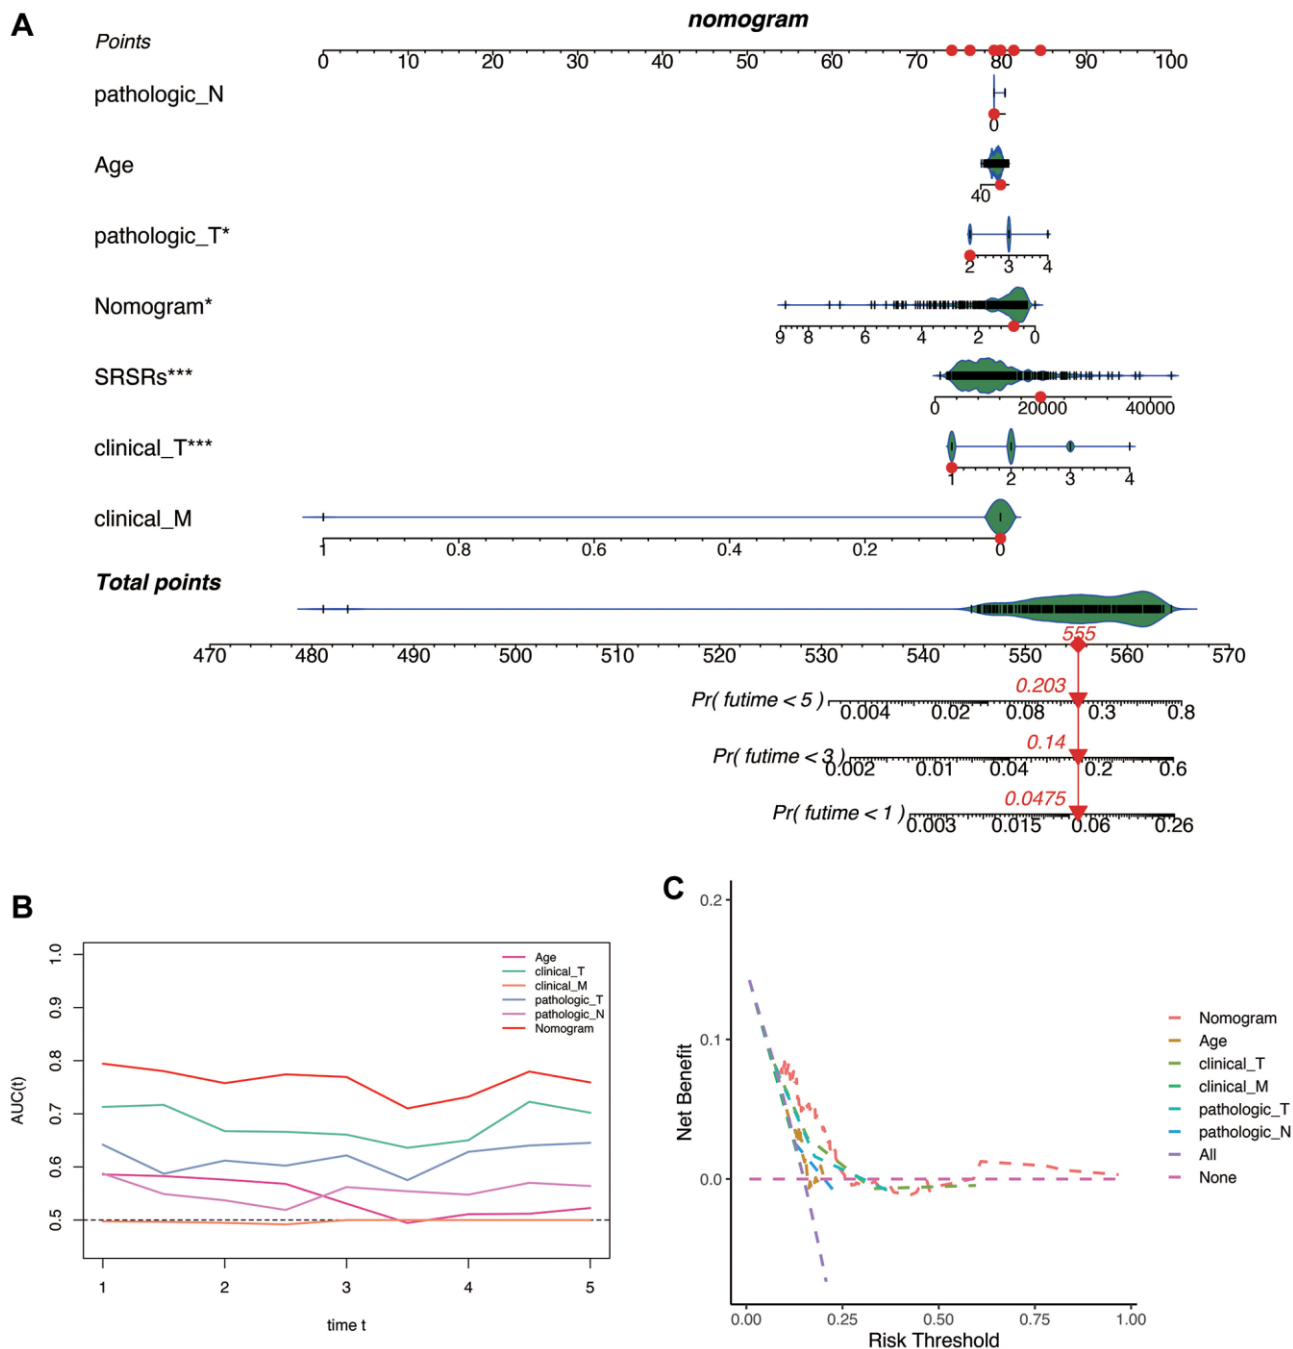 A
nomogram
Points
0 10 20 30 40 50 60 70 80 90 100
pathologic_N
0
Age
40
pathologic_T*
2 3 4
Nomogram*
9 8 6 4 2 0
SRSRs***
0 20000 40000
clinical_T***
1 2 3 4
clinical_M
1 0.8 0.6 0.4 0.2 0
Total points
555
470 480 490 500 510 520 530 540 550 560 570
0.203
Pr( futime < 5 )
0.004 0.02 0.08 0.3 0.8
0.14
Pr( futime < 3 )
0.002 0.01 0.04 0.2 0.6
0.0475
Pr( futime < 1 )
0.003 0.015 0.06 0.26
B
AUC(t)
1.0
0.9
0.8
0.7
0.6
0.5
Age
clinical_T
clinical_M
pathologic_T
pathologic_N
Nomogram
1 2 3 4 5
time t
C
Net Benefit
0.2
0.1
0.0
0.00 0.25 0.50 0.75 1.00
Risk Threshold
Nomogram
Age
clinical_T
clinical_M
pathologic_T
pathologic_N
All
None